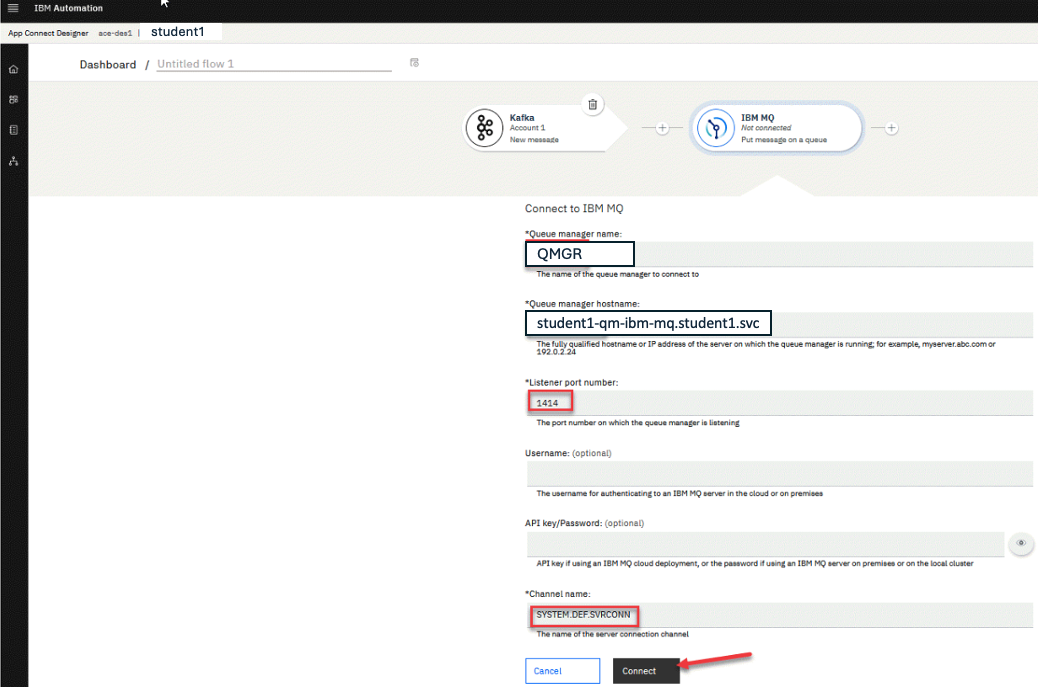 IBM Automation
App Connect Designer ace-des1 | student1
Dashboard / Untitled flow 1
Kafka
Account 1
New message
IBM MQ
Not connected
Put message on a queue
Connect to IBM MQ
*Queue manager name:
QMGR
The name of the queue manager to connect to
*Queue manager hostname:
student1-qm-ibm-mq.student1.svc
The fully qualified hostname or IP address of the server on which the queue manager is running; for example, myserver.abc.com or
192.0.2.24
*Listener port number:
1414
The port number on which the queue manager is listening
Username: (optional)
The username for authenticating to an IBM MQ server in the cloud or on premises
API key/Password: (optional)
API key if using an IBM MQ cloud deployment, or the password if using an IBM MQ server on premises or on the local cluster
*Channel name:
SYSTEM.DEF.SVRCONN
The name of the server connection channel
Cancel
Connect